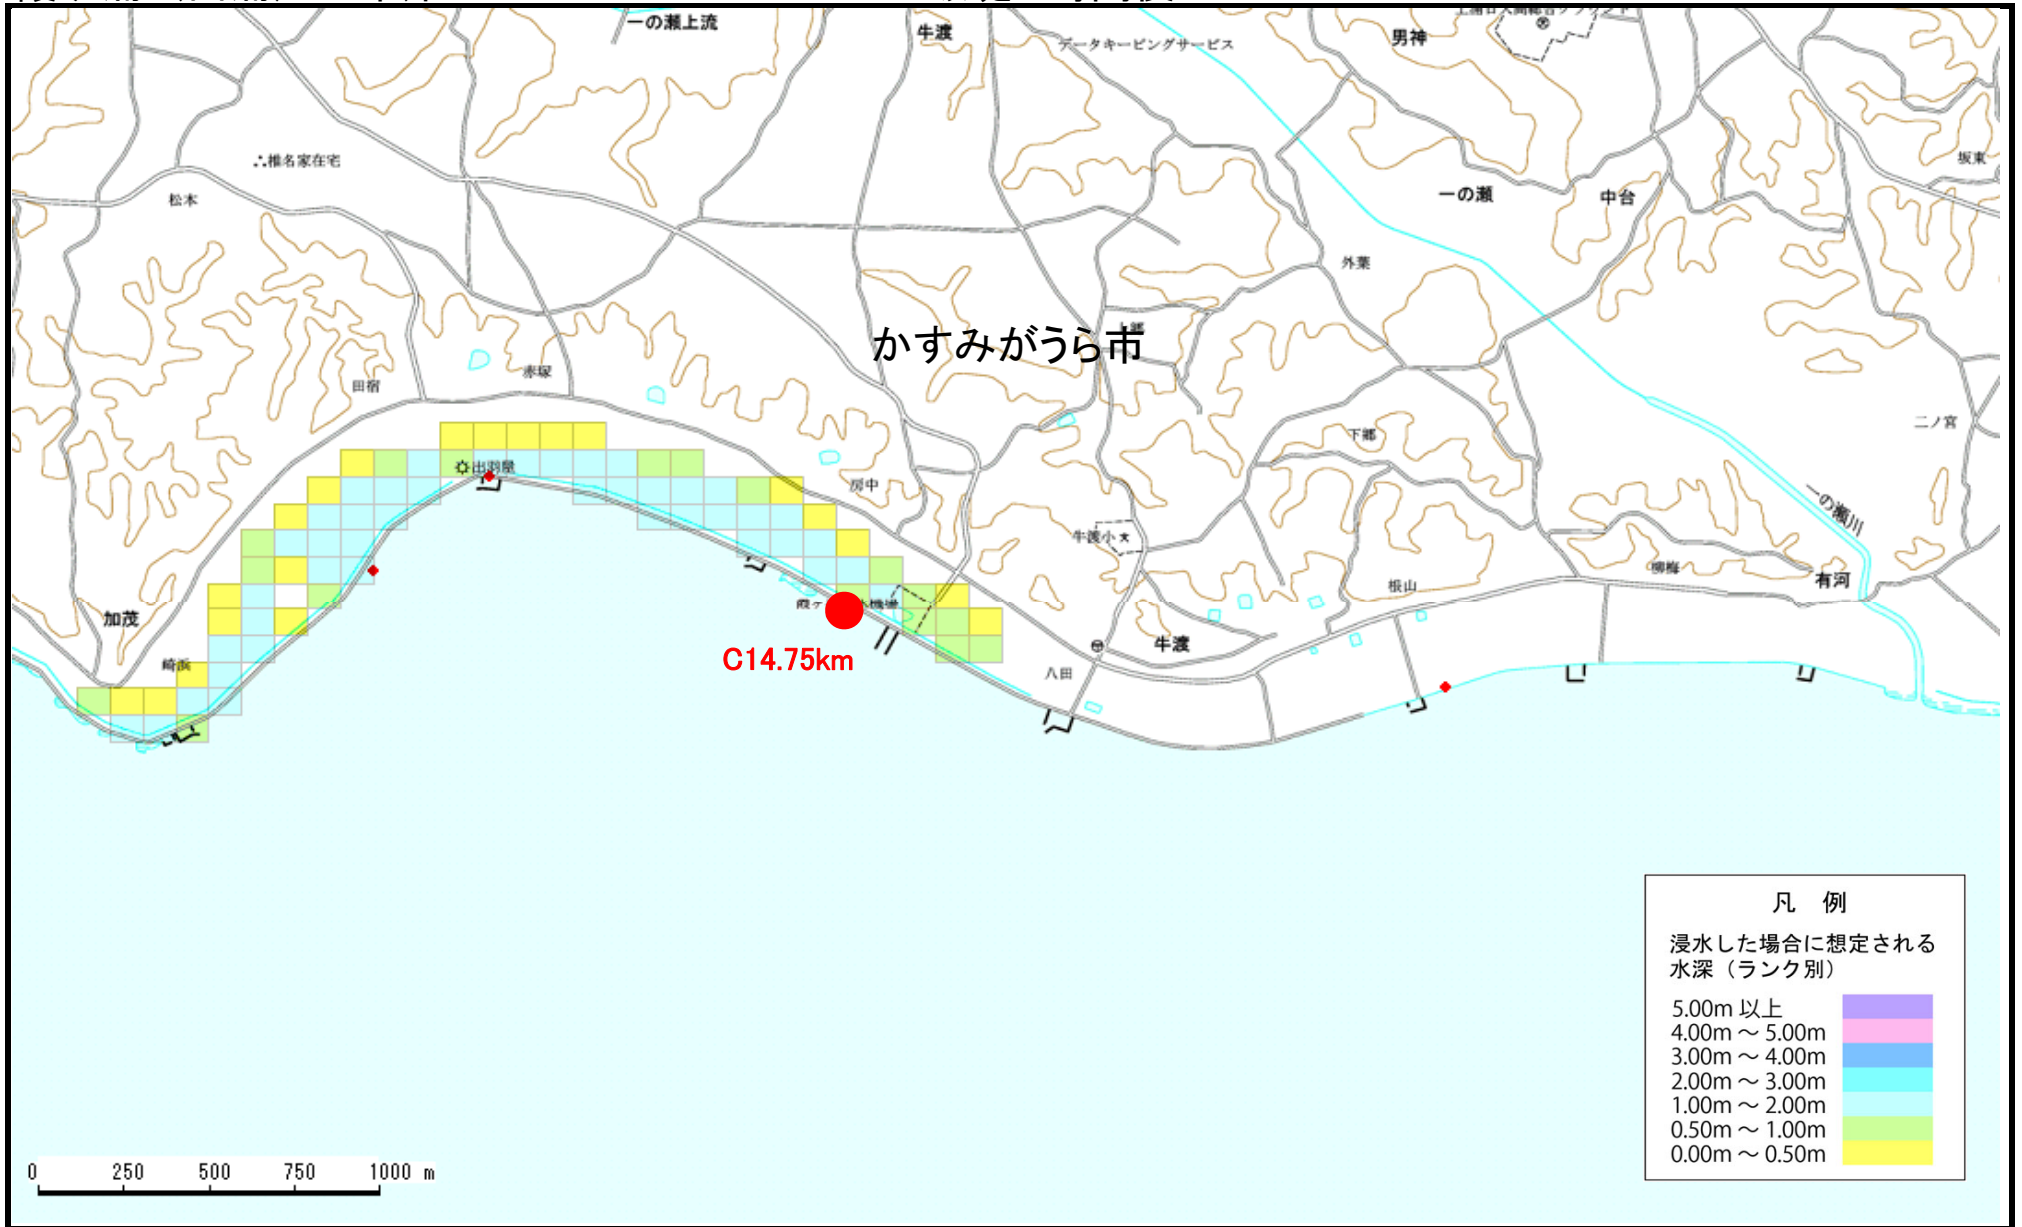 一の瀬上流
牛渡
データキーピングサービス
男神
椎名家在宅
松本
坂東
一の瀬
中台
外葉
かすみがうら市
赤塚
田宿
二ノ宮
下郷
出羽屋
房中
一の瀬川
牛渡小
柳梅
有河
根山
加茂
崎浜
牛渡
八田
C14.75km
凡 例
浸水した場合に想定される
水深（ランク別）
5.00m 以上
4.00m ～ 5.00m
3.00m ～ 4.00m
2.00m ～ 3.00m
1.00m ～ 2.00m
0.50m ～ 1.00m
0.00m ～ 0.50m
0 250 500 750 1000 m